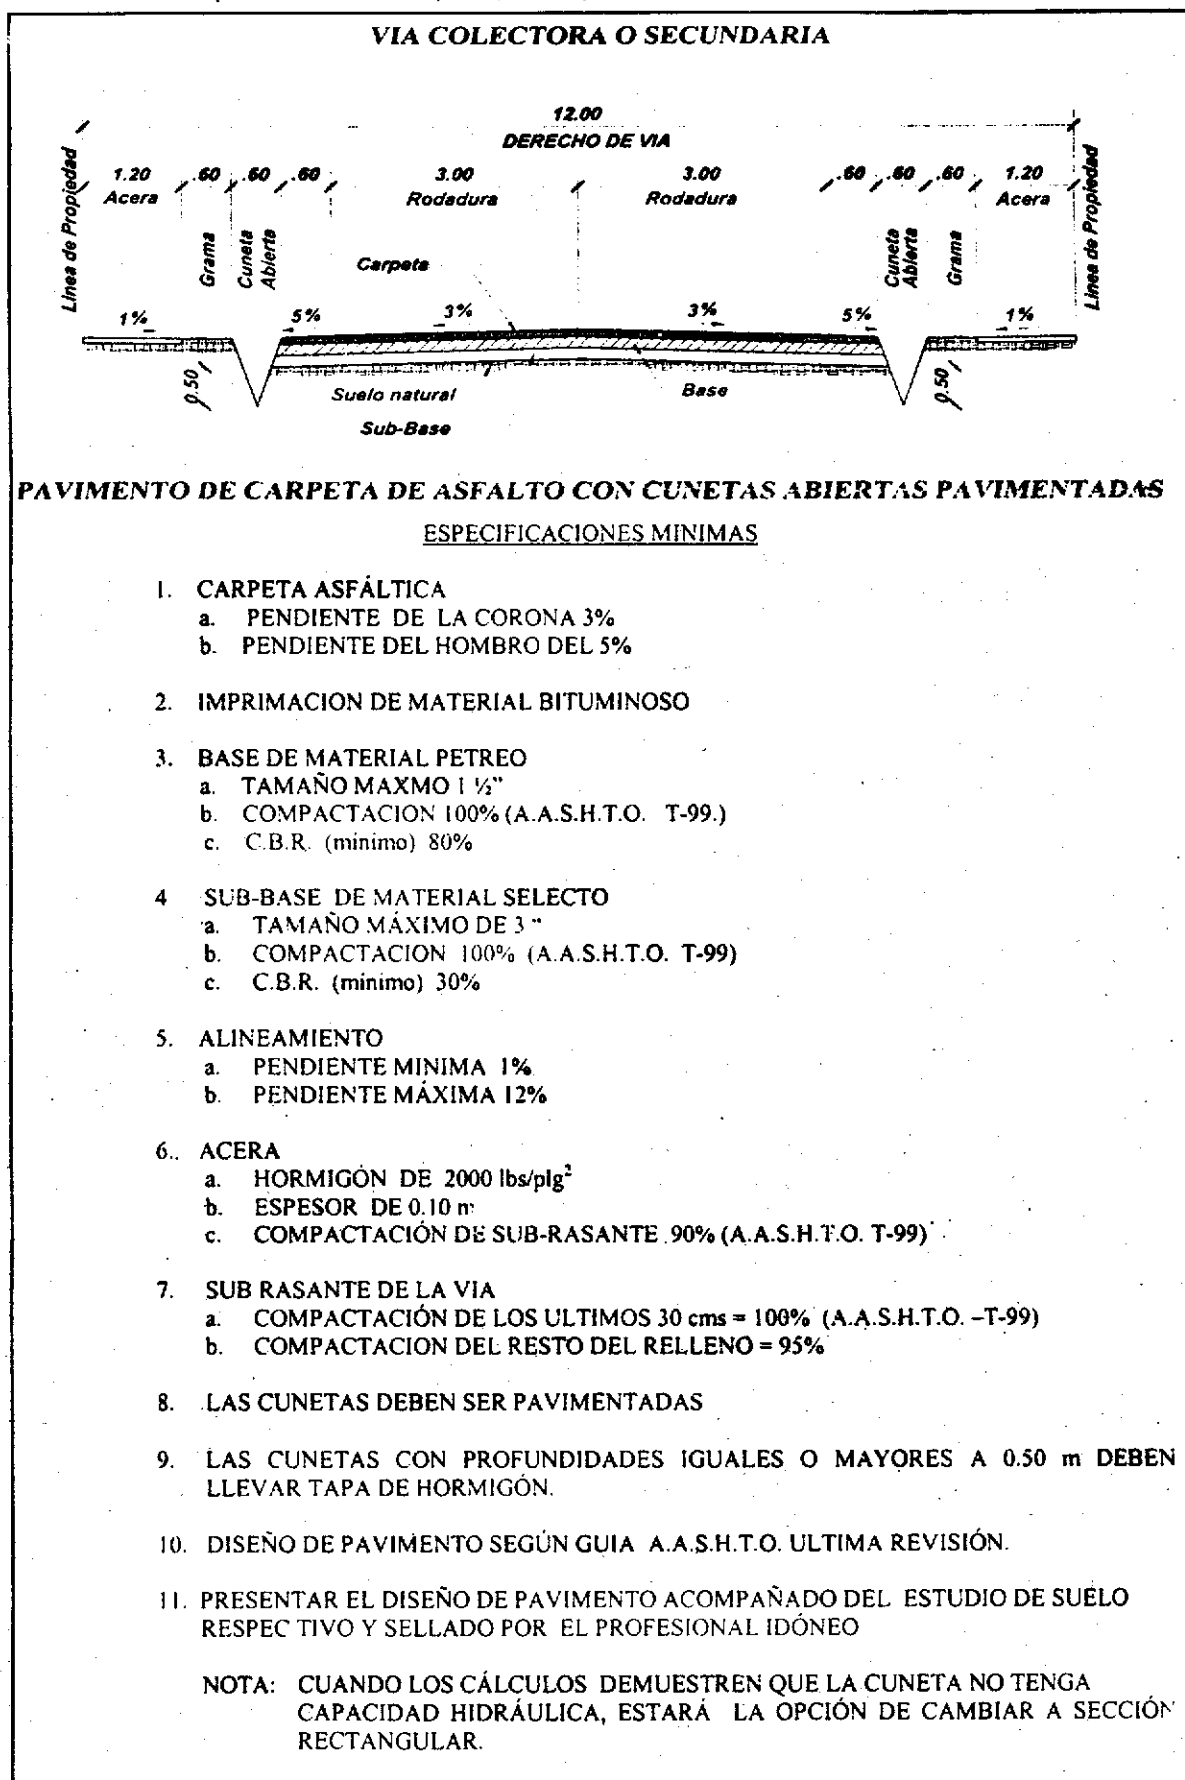 VIA COLECTORA O SECUNDARIA
12.00
DERECHO DE VIA
1.20 .60 .60 .60 3.00 3.00 .60 .60 .60 1.20
Acera Rodadura Rodadura Acera
Linea de Propiedad
Grama
Cuneta Abierta
Carpeta
Cuneta Abierta
Grama
Linea de Propiedad
1% 5% 3% 3% 5% 1%
0.50
Suelo natural
Base
0.50
Sub-Base
PAVIMENTO DE CARPETA DE ASFALTO CON CUNETAS ABIERTAS PAVIMENTADAS
ESPECIFICACIONES MINIMAS
1. CARPETA ASFÁLTICA
a. PENDIENTE DE LA CORONA 3%
b. PENDIENTE DEL HOMBRO DEL 5%
2. IMPRIMACION DE MATERIAL BITUMINOSO
3. BASE DE MATERIAL PETREO
a. TAMAÑO MAXMO 1 ½"
b. COMPACTACION 100% (A.A.S.H.T.O. T-99.)
c. C.B.R. (minimo) 80%
4 SUB-BASE DE MATERIAL SELECTO
a. TAMAÑO MÁXIMO DE 3 "
b. COMPACTACION 100% (A.A.S.H.T.O. T-99)
c. C.B.R. (minimo) 30%
5. ALINEAMIENTO
a. PENDIENTE MINIMA 1%
b. PENDIENTE MÁXIMA 12%
6.. ACERA
a. HORMIGÓN DE 2000 lbs/plg²
b. ESPESOR DE 0.10 m
c. COMPACTACIÓN DE SUB-RASANTE 90% (A.A.S.H.T.O. T-99)
7. SUB RASANTE DE LA VIA
a. COMPACTACIÓN DE LOS ULTIMOS 30 cms = 100% (A.A.S.H.T.O. –T-99)
b. COMPACTACION DEL RESTO DEL RELLENO = 95%
8. LAS CUNETAS DEBEN SER PAVIMENTADAS
9. LAS CUNETAS CON PROFUNDIDADES IGUALES O MAYORES A 0.50 m DEBEN
LLEVAR TAPA DE HORMIGÓN.
10. DISEÑO DE PAVIMENTO SEGÚN GUIA A.A.S.H.T.O. ULTIMA REVISIÓN.
11. PRESENTAR EL DISEÑO DE PAVIMENTO ACOMPAÑADO DEL ESTUDIO DE SUELO
RESPEC TIVO Y SELLADO POR EL PROFESIONAL IDÓNEO
NOTA: CUANDO LOS CÁLCULOS DEMUESTREN QUE LA CUNETA NO TENGA
CAPACIDAD HIDRÁULICA, ESTARÁ LA OPCIÓN DE CAMBIAR A SECCIÓN
RECTANGULAR.